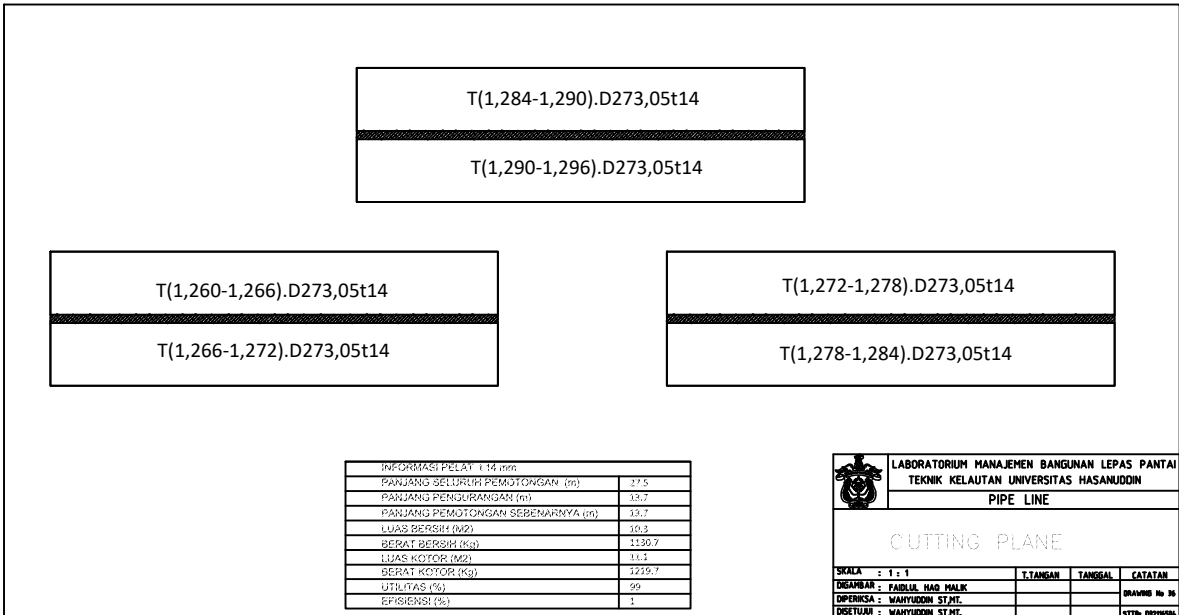 T(1,284-1,290).D273,05t14
T(1,290-1,296).D273,05t14
T(1,260-1,266).D273,05t14
T(1,266-1,272).D273,05t14
T(1,272-1,278).D273,05t14
T(1,278-1,284).D273,05t14
INFORMASI PELAT t 14 mm
PANJANG SELURUH PEMOTONGAN (m)
PANJANG PENGURANGAN (m) 13.7
PANJANG PEMOTONGAN SEBENARNYA (m) 13.7
LUAS BERSIH (M2)
BERAT BERSIH (Kg) 1130.7
LUAS KOTOR (M2)
BERAT KOTOR (Kg) 1219.7
UTILITAS (%) 99
EFISIENSI (%) 1
LABORATORIUM MANAJEMEN BANGUNAN LEPAS PANTAI
TEKNIK KELAUTAN UNIVERSITAS HASANUDDIN
PIPE LINE
CUTTING PLANE
SKALA : 1 : 1 T.TANGAN TANGGAL CATATAN
DIGAMBAR : FAIDLUL HAQ MALIK
DRAWING No 36
DIPERIKSA : WAHYUDDIN ST,MT.
DISETUJUI : WAHYUDDIN ST,MT.